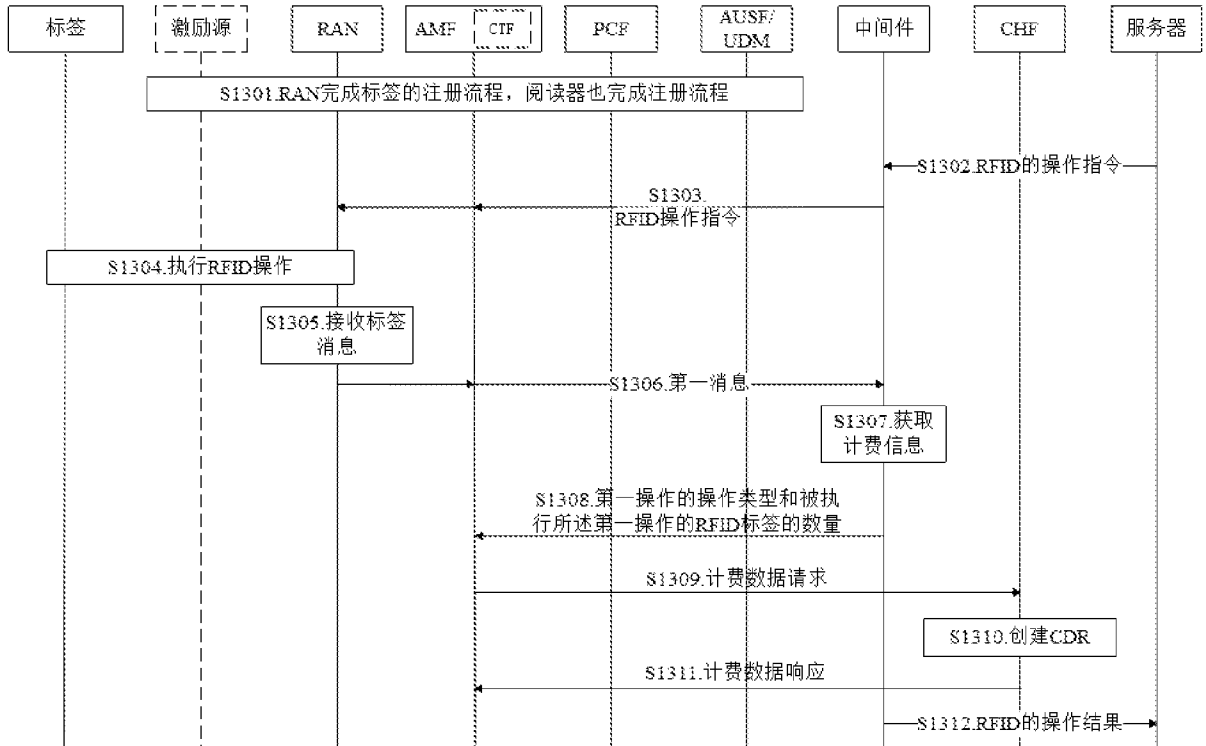 标签
激励源
RAN
AMF
CTF
PCF
AUSF/
UDM
中间件
CHF
服务器
S1301.RAN完成标签的注册流程，阅读器也完成注册流程
S1302.RFID的操作指令
S1303.
RFID操作指令
S1304.执行RFID操作
S1305.接收标签
消息
S1306.第一消息
S1307.获取
计费信息
S1308.第一操作的操作类型和被执
行所述第一操作的RFID标签的数量
S1309.计费数据请求
S1310.创建CDR
S1311.计费数据响应
S1312.RFID的操作结果